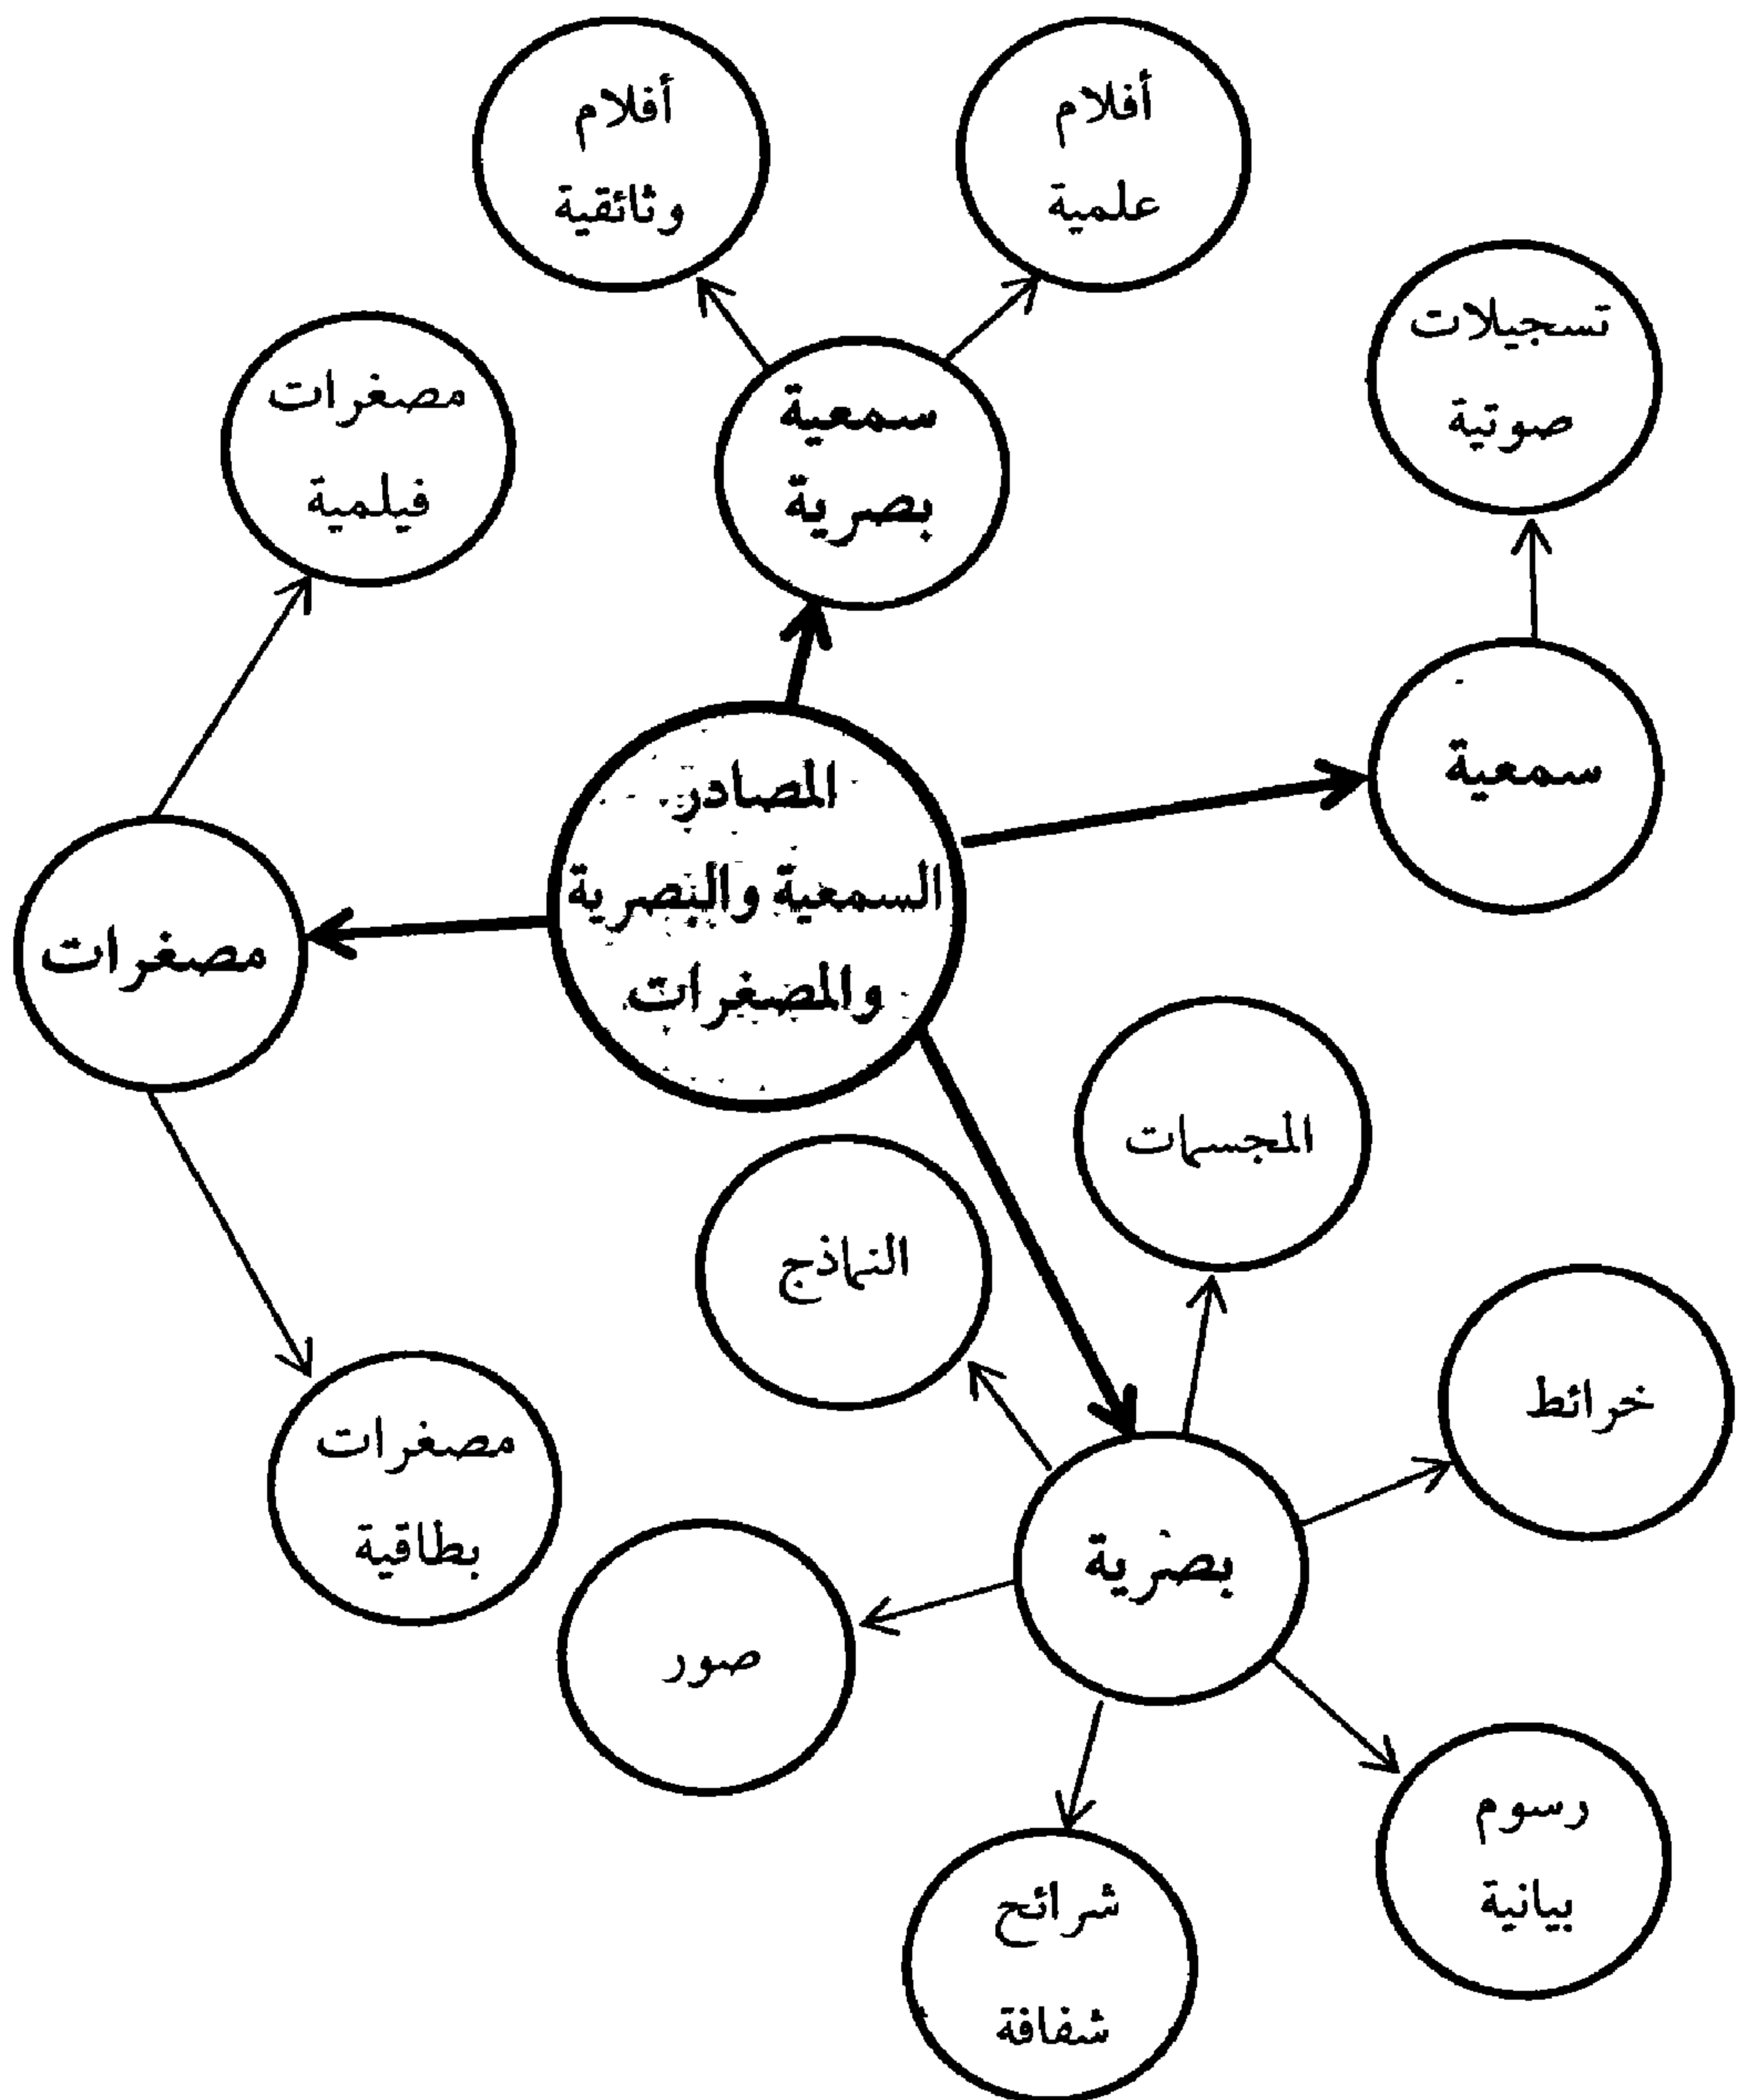 أفلام
علمية
أفلام
وثائقية
تسجيلات
صوتية
مصغرات
فيلمية
سمعية
بصرية
سمعية
المصادر
السمعية والبصرية
والمصغرات
مصغرات
المجسمات
النماذج
خرائط
مصغرات
بطاقية
بصرية
صور
رسوم
بيانية
شرائح
شفافة